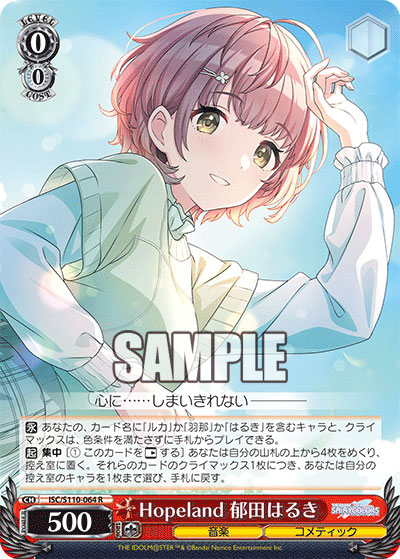 LEVEL
0
0
COST
SAMPLE
心に……しまいきれない―――
永 あなたの、カード名に「ルカ」か「羽那」か「はるき」を含むキャラと、クライ
マックスは、色条件を満たさずに手札からプレイできる。
起 集中 [① このカードを する] あなたは自分の山札の上から4枚をめくり、
控え室に置く。それらのカードのクライマックス1枚につき、あなたは自分の
控え室のキャラを1枚まで選び、手札に戻す。
ISC/S110-064 R
500
Hopeland 郁田はるき
SHINYCOLORS
音楽
コメティック
THE IDOLM@STER™& ©Bandai Namco Entertainment Inc.